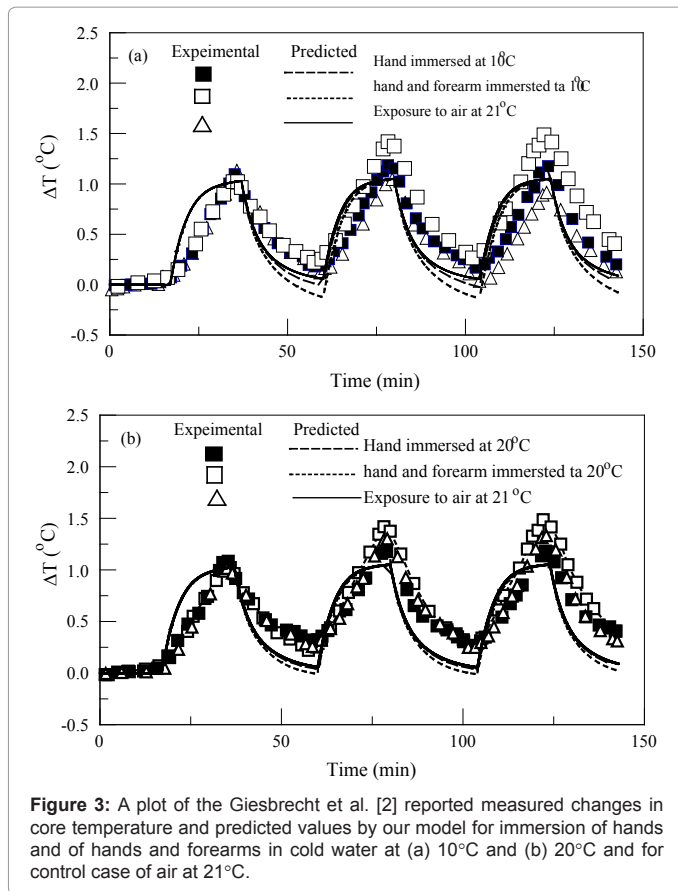 (a) Expeimental Predicted
Hand immersed at 10°C
hand and forearm immersted ta 10°C
Exposure to air at 21°C
2.5
2.0
1.5
1.0
0.5
0.0
-0.5
ΔT (°C)
0 50 100 150
Time (min)
(b) Expeimental Predicted
Hand immersed at 20°C
hand and forearm immersted ta 20°C
Exposure to air at 21°C
2.5
2.0
1.5
1.0
0.5
0.0
-0.5
ΔT (°C)
0 50 100 150
Time (min)
Figure 3: A plot of the Giesbrecht et al. [2] reported measured changes in
core temperature and predicted values by our model for immersion of hands
and of hands and forearms in cold water at (a) 10°C and (b) 20°C and for
control case of air at 21°C.